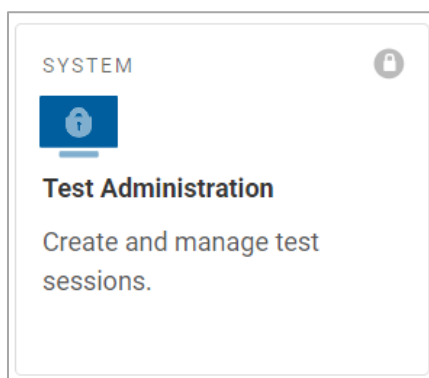 SYSTEM
Test Administration
Create and manage test
sessions.